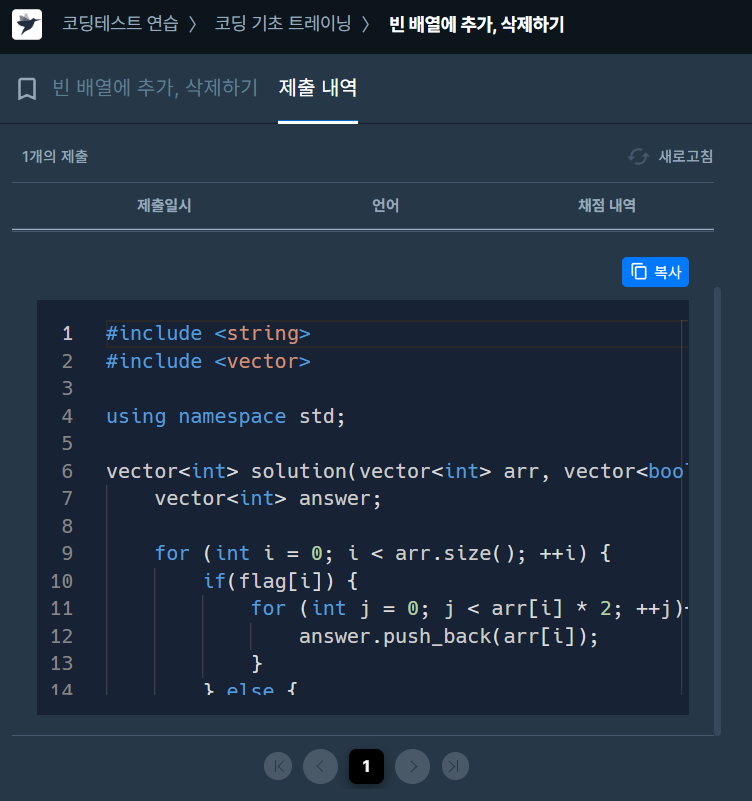 코딩테스트 연습 〉 코딩 기초 트레이닝 〉 빈 배열에 추가, 삭제하기
빈 배열에 추가, 삭제하기 제출 내역
1개의 제출 새로고침
제출일시 언어 채점 내역
복사
1 #include <string>
2 #include <vector>
3
4 using namespace std;
5
6 vector<int> solution(vector<int> arr, vector<bool
7     vector<int> answer;
8
9     for (int i = 0; i < arr.size(); ++i) {
10         if(flag[i]) {
11             for (int j = 0; j < arr[i] * 2; ++j)
12                 answer.push_back(arr[i]);
13             }
14         } else {
1